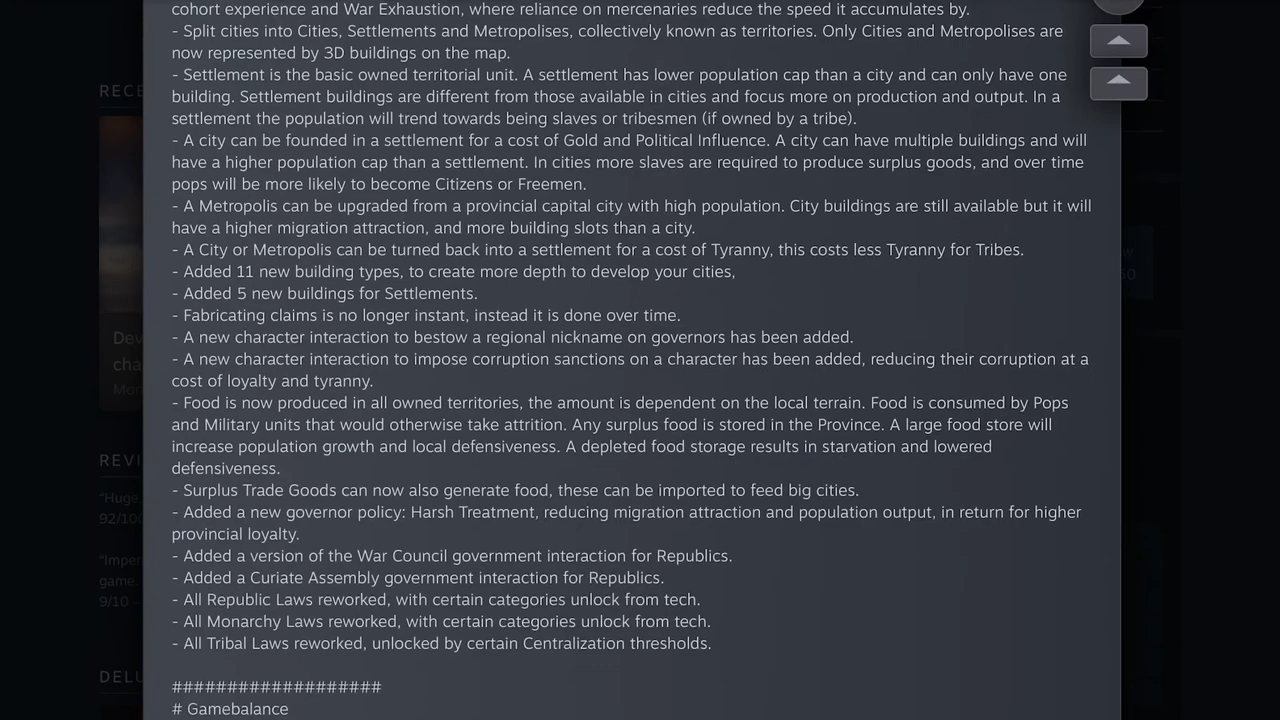 cohort experience and War Exhaustion, where reliance on mercenaries reduce the speed it accumulates by.
- Split cities into Cities, Settlements and Metropolises, collectively known as territories. Only Cities and Metropolises are
now represented by 3D buildings on the map.
- Settlement is the basic owned territorial unit. A settlement has lower population cap than a city and can only have one
building. Settlement buildings are different from those available in cities and focus more on production and output. In a
settlement the population will trend towards being slaves or tribesmen (if owned by a tribe).
- A city can be founded in a settlement for a cost of Gold and Political Influence. A city can have multiple buildings and will
have a higher population cap than a settlement. In cities more slaves are required to produce surplus goods, and over time
pops will be more likely to become Citizens or Freemen.
- A Metropolis can be upgraded from a provincial capital city with high population. City buildings are still available but it will
have a higher migration attraction, and more building slots than a city.
- A City or Metropolis can be turned back into a settlement for a cost of Tyranny, this costs less Tyranny for Tribes.
- Added 11 new building types, to create more depth to develop your cities,
- Added 5 new buildings for Settlements.
- Fabricating claims is no longer instant, instead it is done over time.
- A new character interaction to bestow a regional nickname on governors has been added.
- A new character interaction to impose corruption sanctions on a character has been added, reducing their corruption at a
cost of loyalty and tyranny.
- Food is now produced in all owned territories, the amount is dependent on the local terrain. Food is consumed by Pops
and Military units that would otherwise take attrition. Any surplus food is stored in the Province. A large food store will
increase population growth and local defensiveness. A depleted food storage results in starvation and lowered
defensiveness.
- Surplus Trade Goods can now also generate food, these can be imported to feed big cities.
- Added a new governor policy: Harsh Treatment, reducing migration attraction and population output, in return for higher
provincial loyalty.
- Added a version of the War Council government interaction for Republics.
- Added a Curiate Assembly government interaction for Republics.
- All Republic Laws reworked, with certain categories unlock from tech.
- All Monarchy Laws reworked, with certain categories unlock from tech.
- All Tribal Laws reworked, unlocked by certain Centralization thresholds.
###################
# Gamebalance
RECE
Dev
cha
Mon
REVI
"Huge
92/100
"Imper
game.
9/10 –
DELU